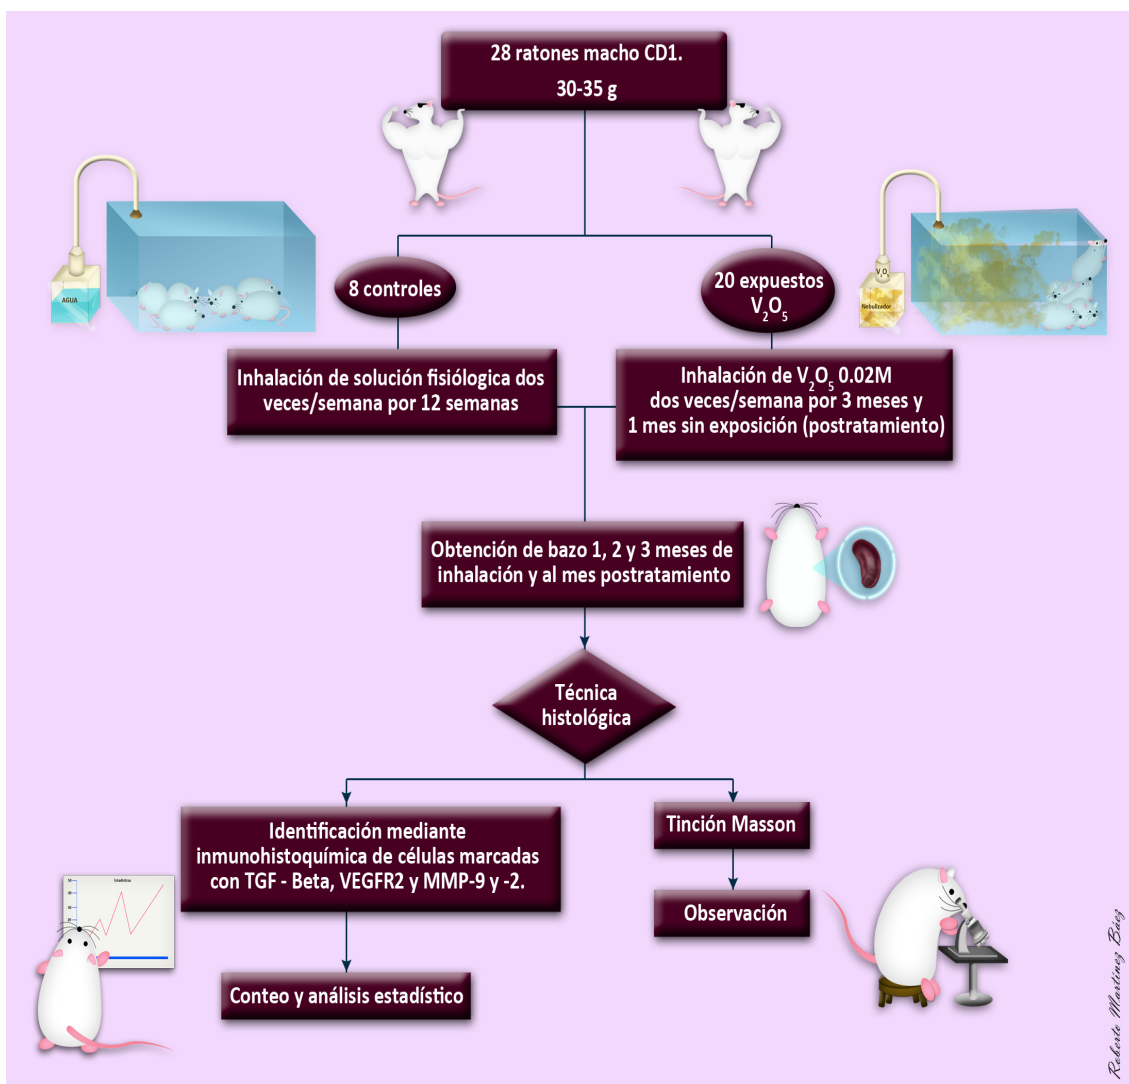 28 ratones macho CD1.
30-35 g
AGUA
8 controles
20 expuestos
V2O5
V2O5
Nebulizador
Inhalación de solución fisiólogica dos
veces/semana por 12 semanas
Inhalación de V2O5 0.02M
dos veces/semana por 3 meses y
1 mes sin exposición (postratamiento)
Obtención de bazo 1, 2 y 3 meses de
inhalación y al mes postratamiento
Técnica
histológica
Identificación mediante
inmunohistoquímica de células marcadas
con TGF - Beta, VEGFR2 y MMP-9 y -2.
Tinción Masson
Observación
Conteo y análisis estadístico
Roberto Martínez Báez